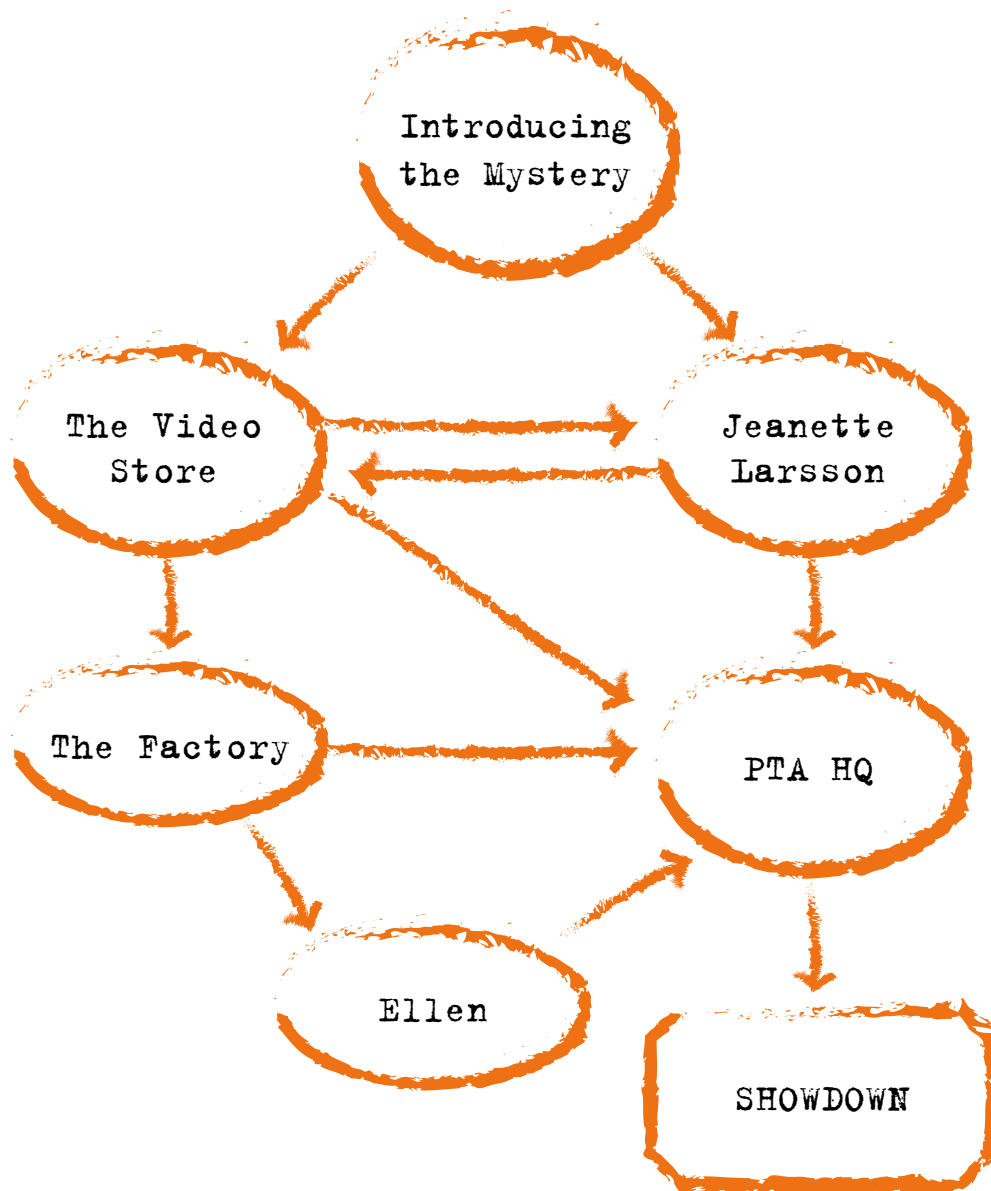 Introducing
the Mystery
The Video
Store
Jeanette
Larsson
The Factory
PTA HQ
Ellen
SHOWDOWN